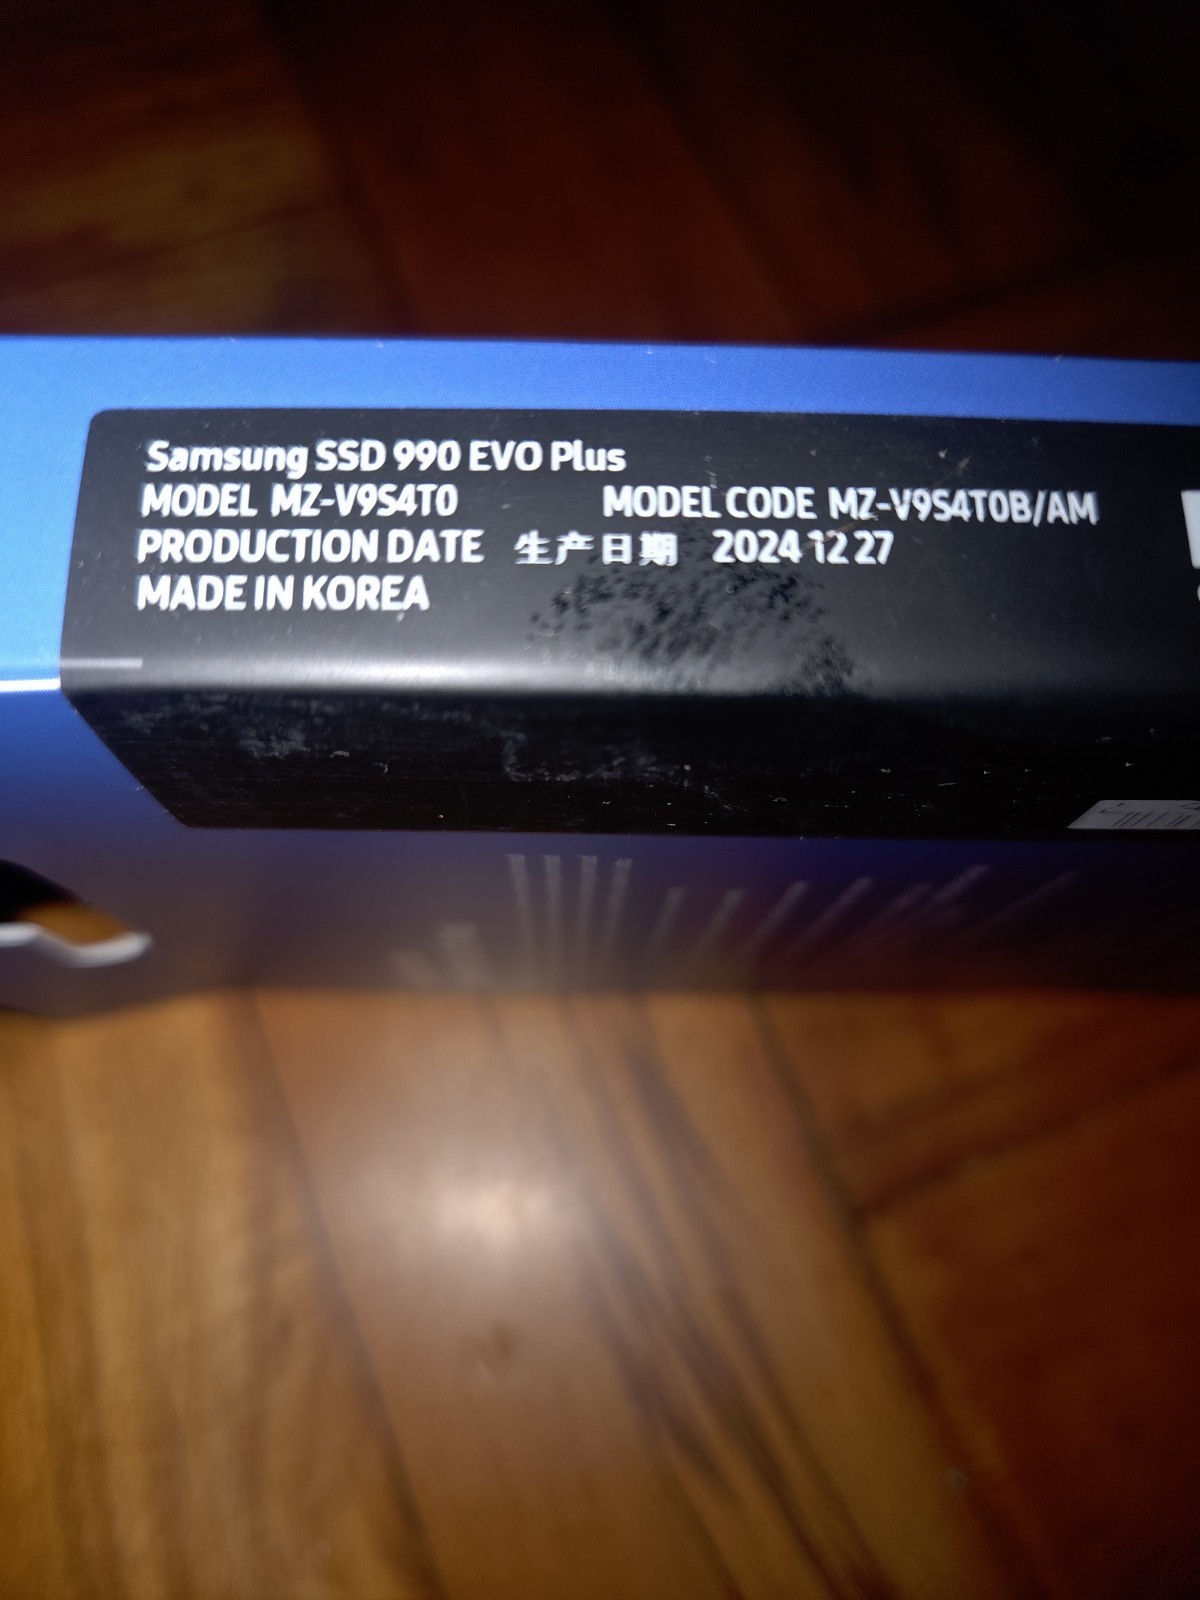 Samsung SSD 990 EVO Plus
MODEL MZ-V9S4T0 MODEL CODE MZ-V9S4T0B/AM
PRODUCTION DATE 生产日期 2024 12 27
MADE IN KOREA